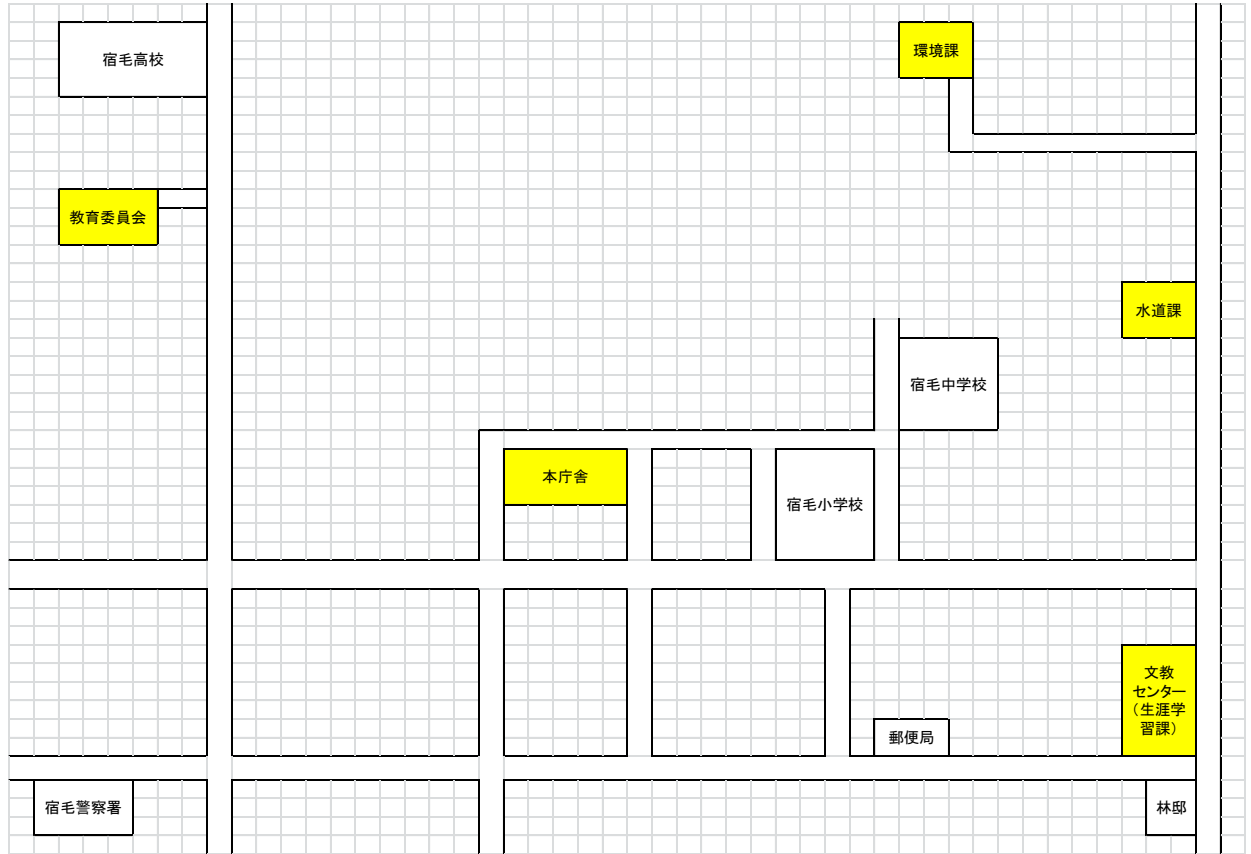 宿毛高校
環境課
教育委員会
水道課
宿毛中学校
本庁舎
宿毛小学校
文教
センター
（生涯学
習課）
郵便局
宿毛警察署
林邸